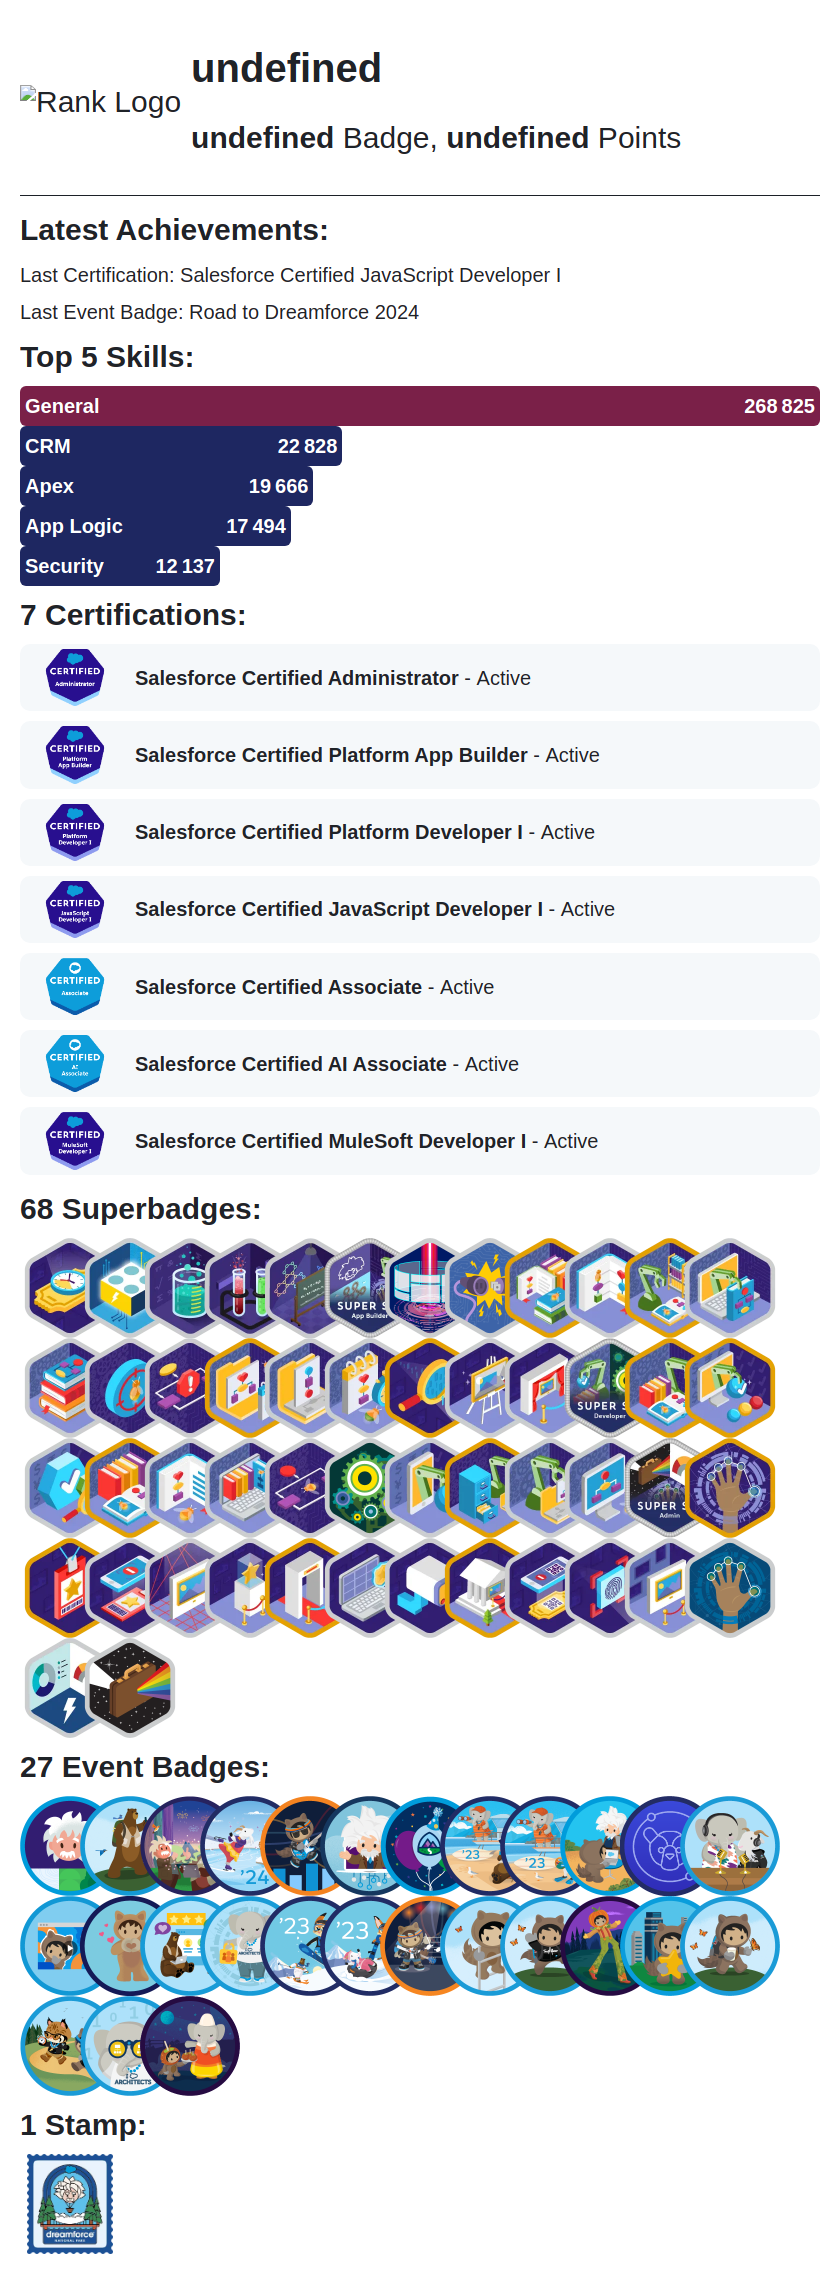 undefined
Rank Logo
undefined Badge, undefined Points
Latest Achievements:
Last Certification: Salesforce Certified JavaScript Developer I
Last Event Badge: Road to Dreamforce 2024
Top 5 Skills:
General 268 825
CRM 22 828
Apex 19 666
App Logic 17 494
Security 12 137
7 Certifications:
CERTIFIED
Administrator
Salesforce Certified Administrator - Active
CERTIFIED
Platform
App Builder
Salesforce Certified Platform App Builder - Active
CERTIFIED
Platform
Developer I
Salesforce Certified Platform Developer I - Active
CERTIFIED
JavaScript
Developer I
Salesforce Certified JavaScript Developer I - Active
CERTIFIED
Associate
Salesforce Certified Associate - Active
CERTIFIED
AI
Associate
Salesforce Certified AI Associate - Active
CERTIFIED
MuleSoft
Developer I
Salesforce Certified MuleSoft Developer I - Active
68 Superbadges:
SUPER S
App Builder
SUPER S
Developer
SUPER S
Admin
27 Event Badges:
'24
'23
'23
'23
'23
ARCHITECTS
1 Stamp:
dreamforce
NATIONAL PARK